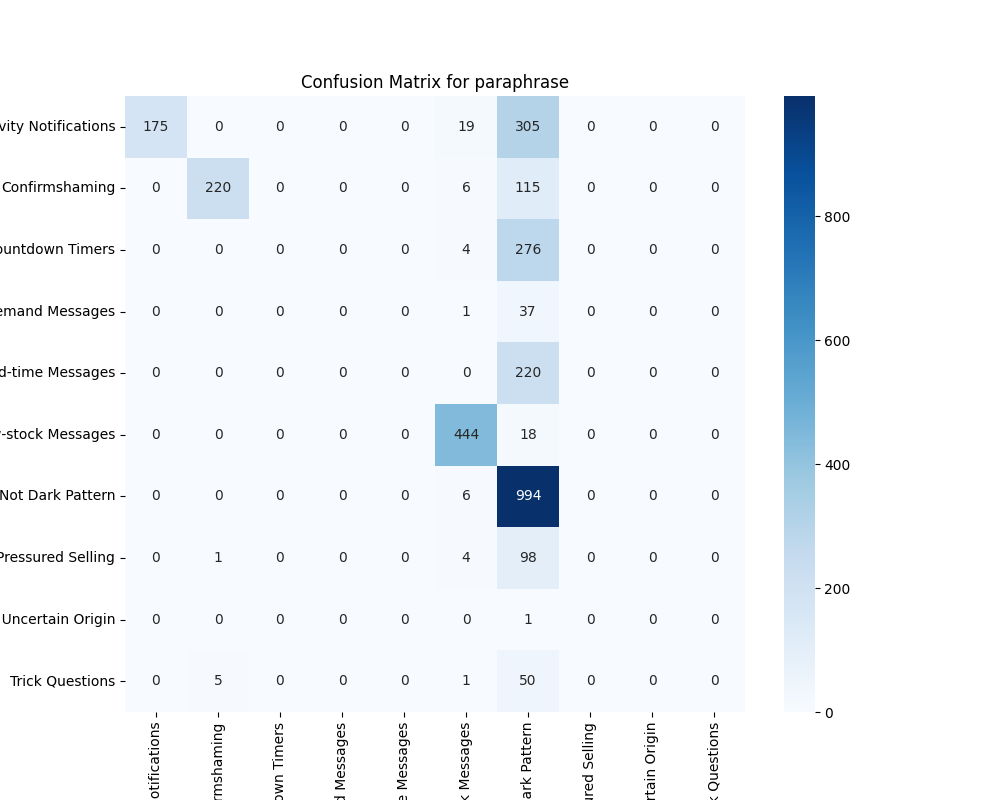 Confusion Matrix for paraphrase
vity Notifications 175 0 0 0 0 19 305 0 0 0
Confirmshaming 0 220 0 0 0 6 115 0 0 0
ountdown Timers 0 0 0 0 0 4 276 0 0 0
emand Messages 0 0 0 0 0 1 37 0 0 0
d-time Messages 0 0 0 0 0 0 220 0 0 0
-stock Messages 0 0 0 0 0 444 18 0 0 0
Not Dark Pattern 0 0 0 0 0 6 994 0 0 0
Pressured Selling 0 1 0 0 0 4 98 0 0 0
Uncertain Origin 0 0 0 0 0 0 1 0 0 0
Trick Questions 0 5 0 0 0 1 50 0 0 0
otifications
rmshaming
own Timers
d Messages
e Messages
k Messages
ark Pattern
ured Selling
rtain Origin
k Questions
800
600
400
200
0